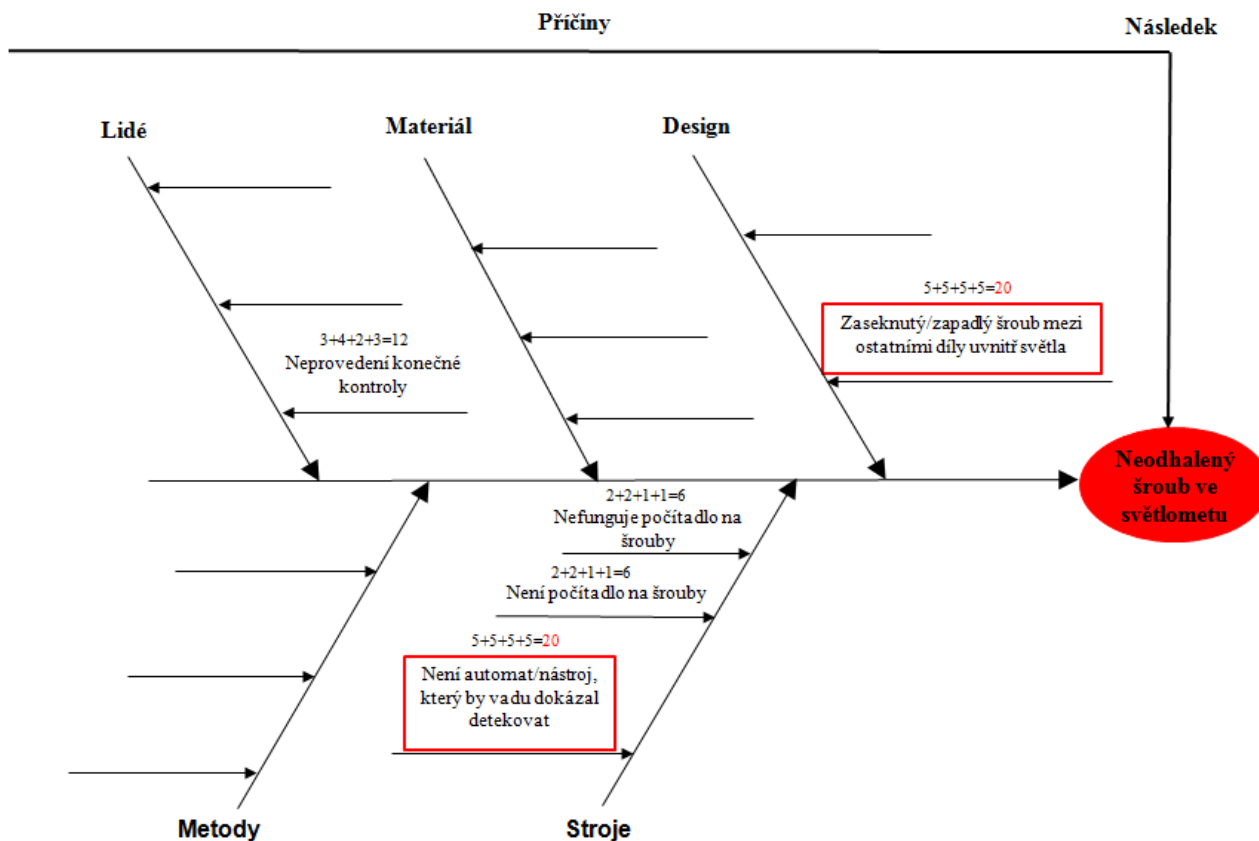 Příčiny
Následek
Lidé
Materiál
Design
5+5+5+5=20
Zaseknutý/zapadlý šroub mezi
ostatními díly uvnitř světla
3+4+2+3=12
Neprovedení konečné
kontroly
Neodhalený
šroub ve
světlometu
2+2+1+1=6
Nefunguje počítadlo na
šrouby
2+2+1+1=6
Není počítadlo na šrouby
5+5+5+5=20
Není automat/nástroj,
který by vadu dokázal
detekovat
Metody
Stroje